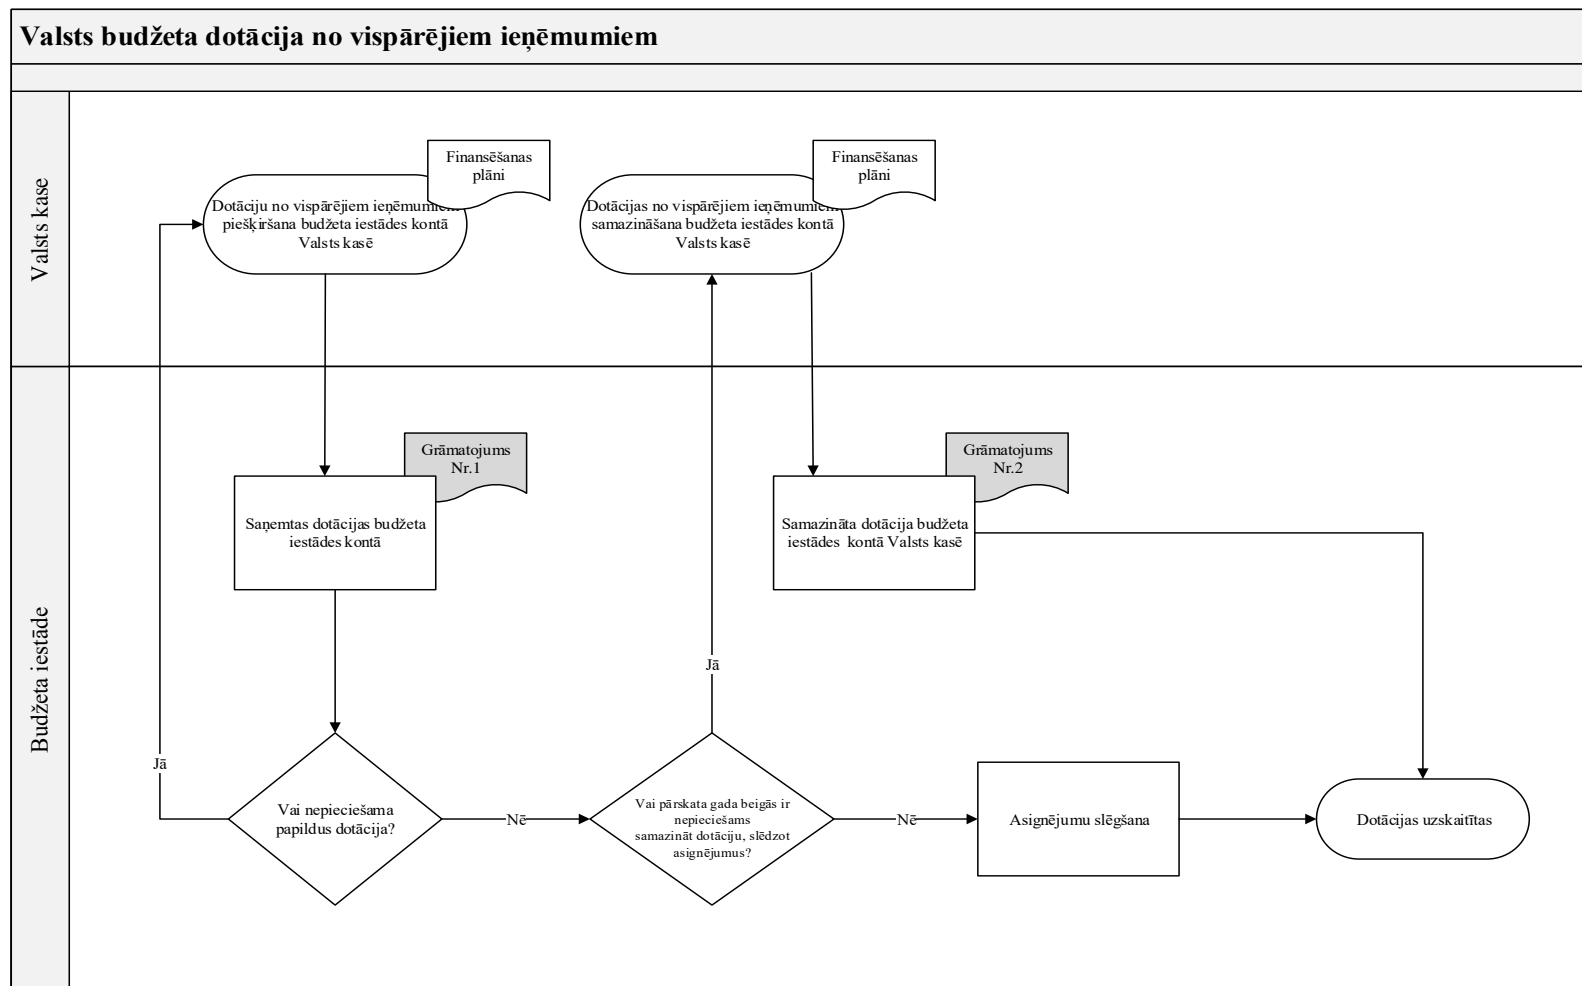 Valsts budžeta dotācija no vispārējiem ieņēmumiem
Valsts kase
Finansēšanas
plāni
Dotāciju no vispārējiem ieņēmumiem
piešķiršana budžeta iestādes kontā
Valsts kasē
Finansēšanas
plāni
Dotācijas no vispārējiem ieņēmumiem
samazināšana budžeta iestādes kontā
Valsts kasē
Budžeta iestāde
Grāmatojums
Nr.1
Saņemtas dotācijas budžeta
iestādes kontā
Grāmatojums
Nr.2
Samazināta dotācija budžeta
iestādes kontā Valsts kasē
Jā
Jā
Vai nepieciešama
papildus dotācija?
Nē
Vai pārskata gada beigās ir
nepieciešams
samazināt dotāciju, slēdzot
asignējumus?
Nē
Asignējumu slēgšana
Dotācijas uzskaitītas